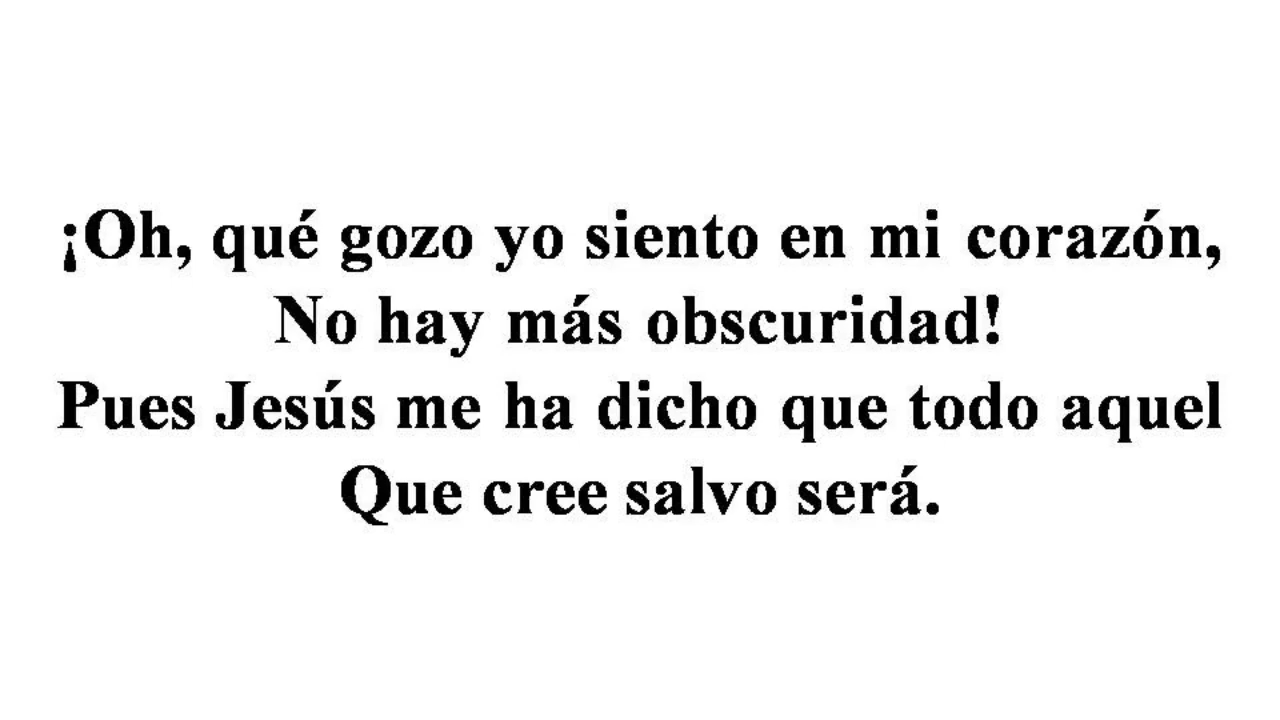 ¡Oh, qué gozo yo siento en mi corazón,
No hay más obscuridad!
Pues Jesús me ha dicho que todo aquel
Que cree salvo será.